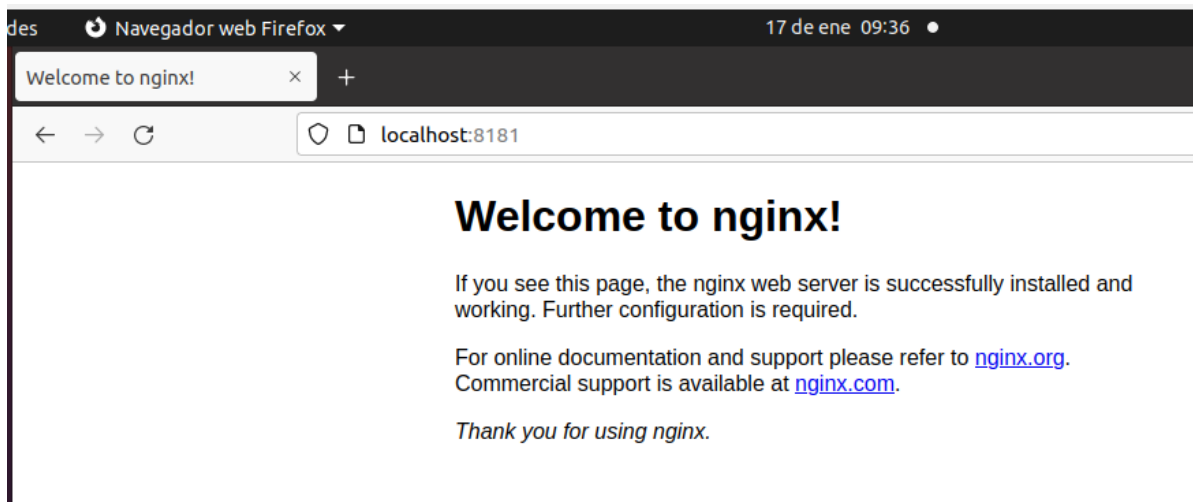 des Navegador web Firefox 17 de ene 09:36
Welcome to nginx!
localhost:8181
Welcome to nginx!
If you see this page, the nginx web server is successfully installed and
working. Further configuration is required.
For online documentation and support please refer to nginx.org.
Commercial support is available at nginx.com.
Thank you for using nginx.